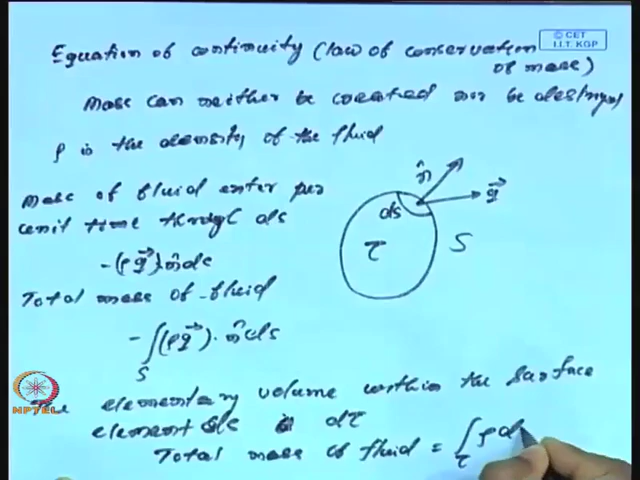 Equation of continuity (law of conservation of mass)
© CET
I.I.T. KGP
Mass can neither be created nor be destroyed
ρ is the density of the fluid
Mass of fluid enter per
unit time through ds
-(ρq⃗).n̂ds
Total mass of fluid
-∫(ρq⃗).n̂ds
S
n̂
q⃗
ds
τ
S
NPTEL
The elementary volume within the surface
element ds is dτ
Total mass of fluid = ∫ρd
τ